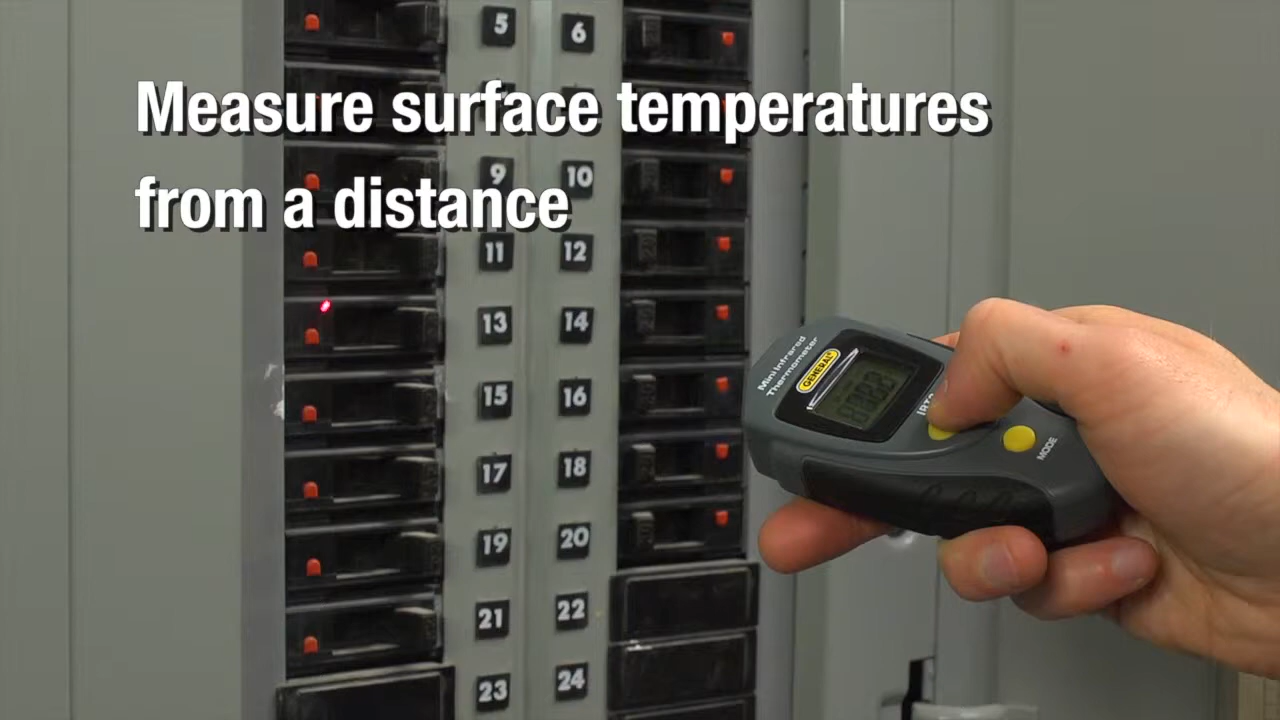 Measure surface temperatures
from a distance
5 6
9 10
11 12
13 14
15 16
17 18
19 20
21 22
23 24
Mini Infrared
Thermometer
GENERAL
MODE